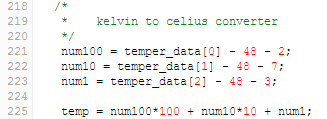 218 /*
219 * kelvin to celius converter
220 */
221 num100 = temper_data[0] - 48 - 2;
222 num10 = temper_data[1] - 48 - 7;
223 num1 = temper_data[2] - 48 - 3;
224
225 temp = num100*100 + num10*10 + num1;